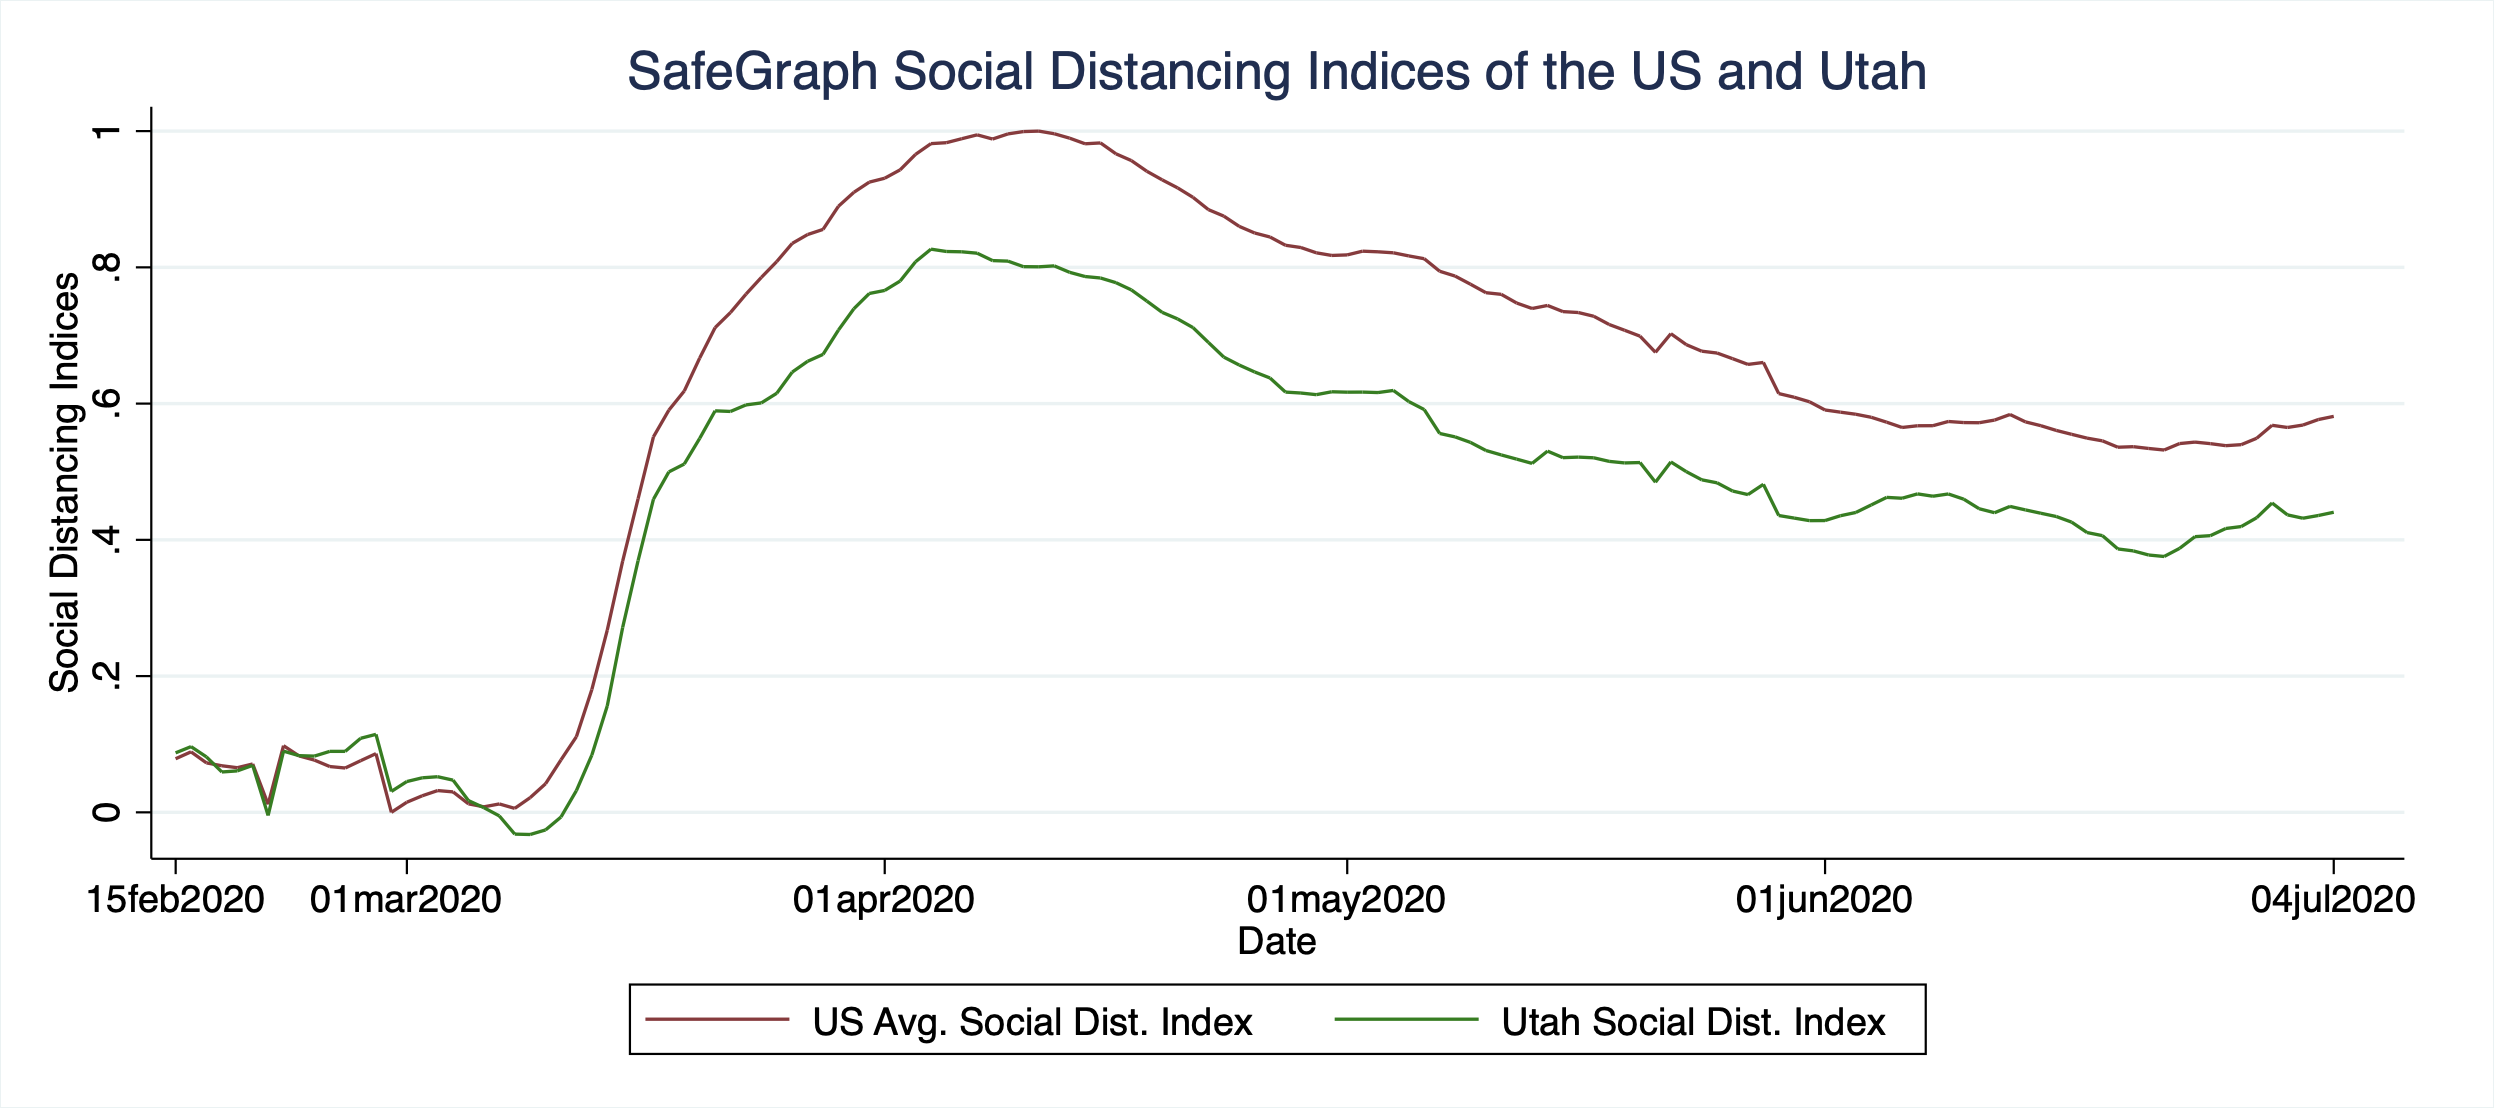 SafeGraph Social Distancing Indices of the US and Utah
Social Distancing Indices
1
.8
.6
.4
.2
0
15feb2020 01mar2020 01apr2020 01may2020 01jun2020 04jul2020
Date
US Avg. Social Dist. Index Utah Social Dist. Index